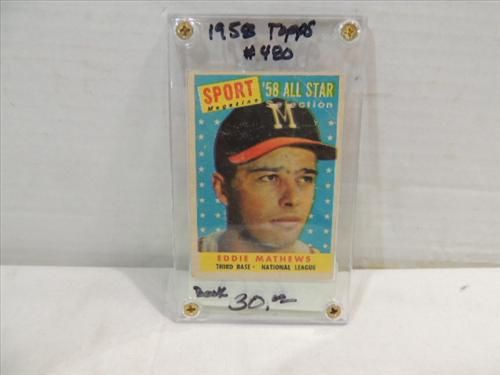 1958 Topps
#480
SPORT '58 ALL STAR
Magazine Selection
M
EDDIE MATHEWS
THIRD BASE - NATIONAL LEAGUE
Book 30.00